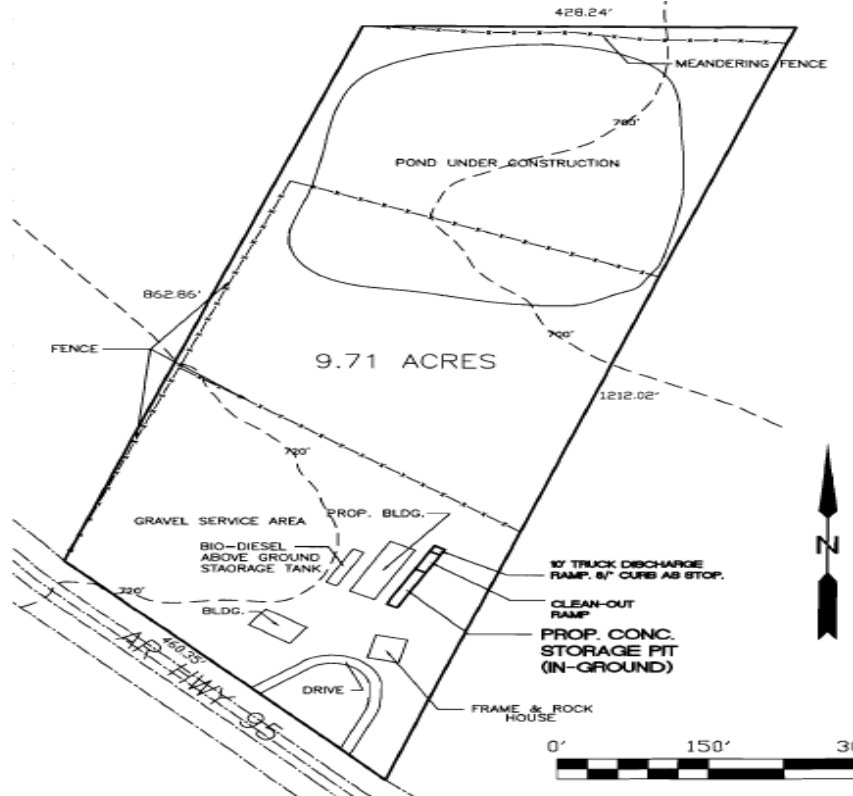 428.24'
MEANDERING FENCE
700'
POND UNDER CONSTRUCTION
862.86'
FENCE
700'
9.71 ACRES
1212.02'
720'
GRAVEL SERVICE AREA
PROP. BLDG.
BIO-DIESEL
ABOVE GROUND
STAORAGE TANK
N
10' TRUCK DISCHARGE
RAMP. 6/" CURB AS STOP.
720'
BLDG.
CLEAN-OUT
RAMP
PROP. CONC.
STORAGE PIT
(IN-GROUND)
460.35'
AR HWY 95
DRIVE
FRAME & ROCK
HOUSE
0' 150'